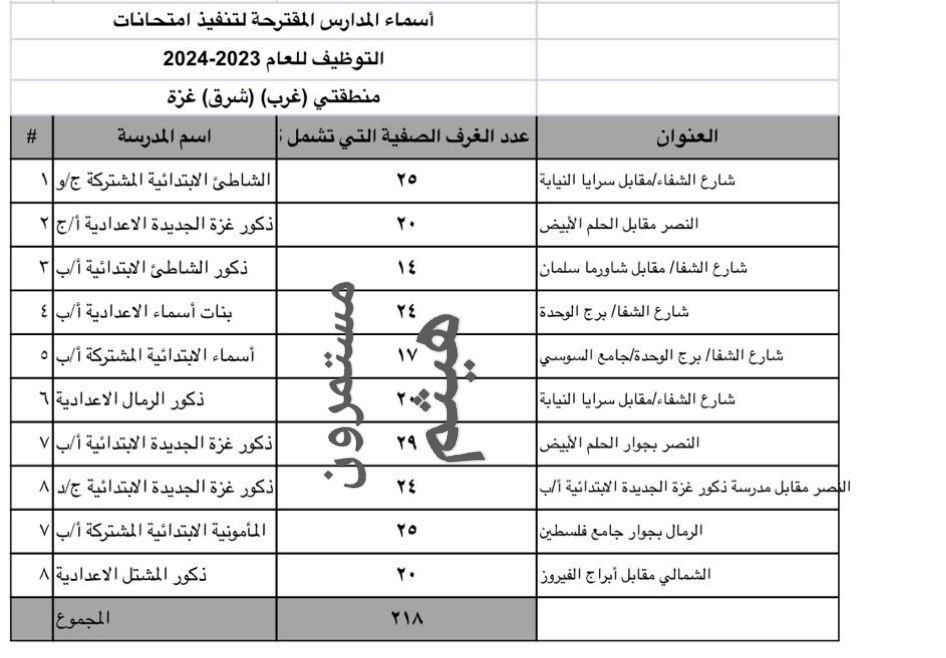 أسماء المدارس المقترحة لتنفيذ امتحانات
التوظيف للعام 2023-2024
منطقتي (غرب) (شرق) غزة
# اسم المدرسة عدد الغرف الصفية التي تشمل العنوان
١ الشاطئ الابتدائية المشتركة ج/و ٢٥ شارع الشفاء/مقابل سرايا النيابة
٢ ذكور غزة الجديدة الاعدادية أ/ج ٢٠ النصر مقابل الحلم الأبيض
٣ ذكور الشاطئ الابتدائية أ/ب ١٤ شارع الشفا/ مقابل شاورما سلمان
٤ بنات أسماء الاعدادية أ/ب ٢٤ شارع الشفا/ برج الوحدة
٥ أسماء الابتدائية المشتركة أ/ب ١٧ شارع الشفا/ برج الوحدة/جامع السوسي
٦ ذكور الرمال الاعدادية ٢٠ شارع الشفاء/مقابل سرايا النيابة
٧ ذكور غزة الجديدة الابتدائية أ/ب ٢٩ النصر بجوار الحلم الأبيض
٨ ذكور غزة الجديدة الابتدائية ج/د ٢٤ النصر مقابل مدرسة ذكور غزة الجديدة الابتدائية أ/ب
٧ المأمونية الابتدائية المشتركة أ/ب ٢٥ الرمال بجوار جامع فلسطين
٨ ذكور المشتل الاعدادية ٢٠ الشمالي مقابل أبراج الفيروز
المجموع ٢١٨
مستمرون
هيثم